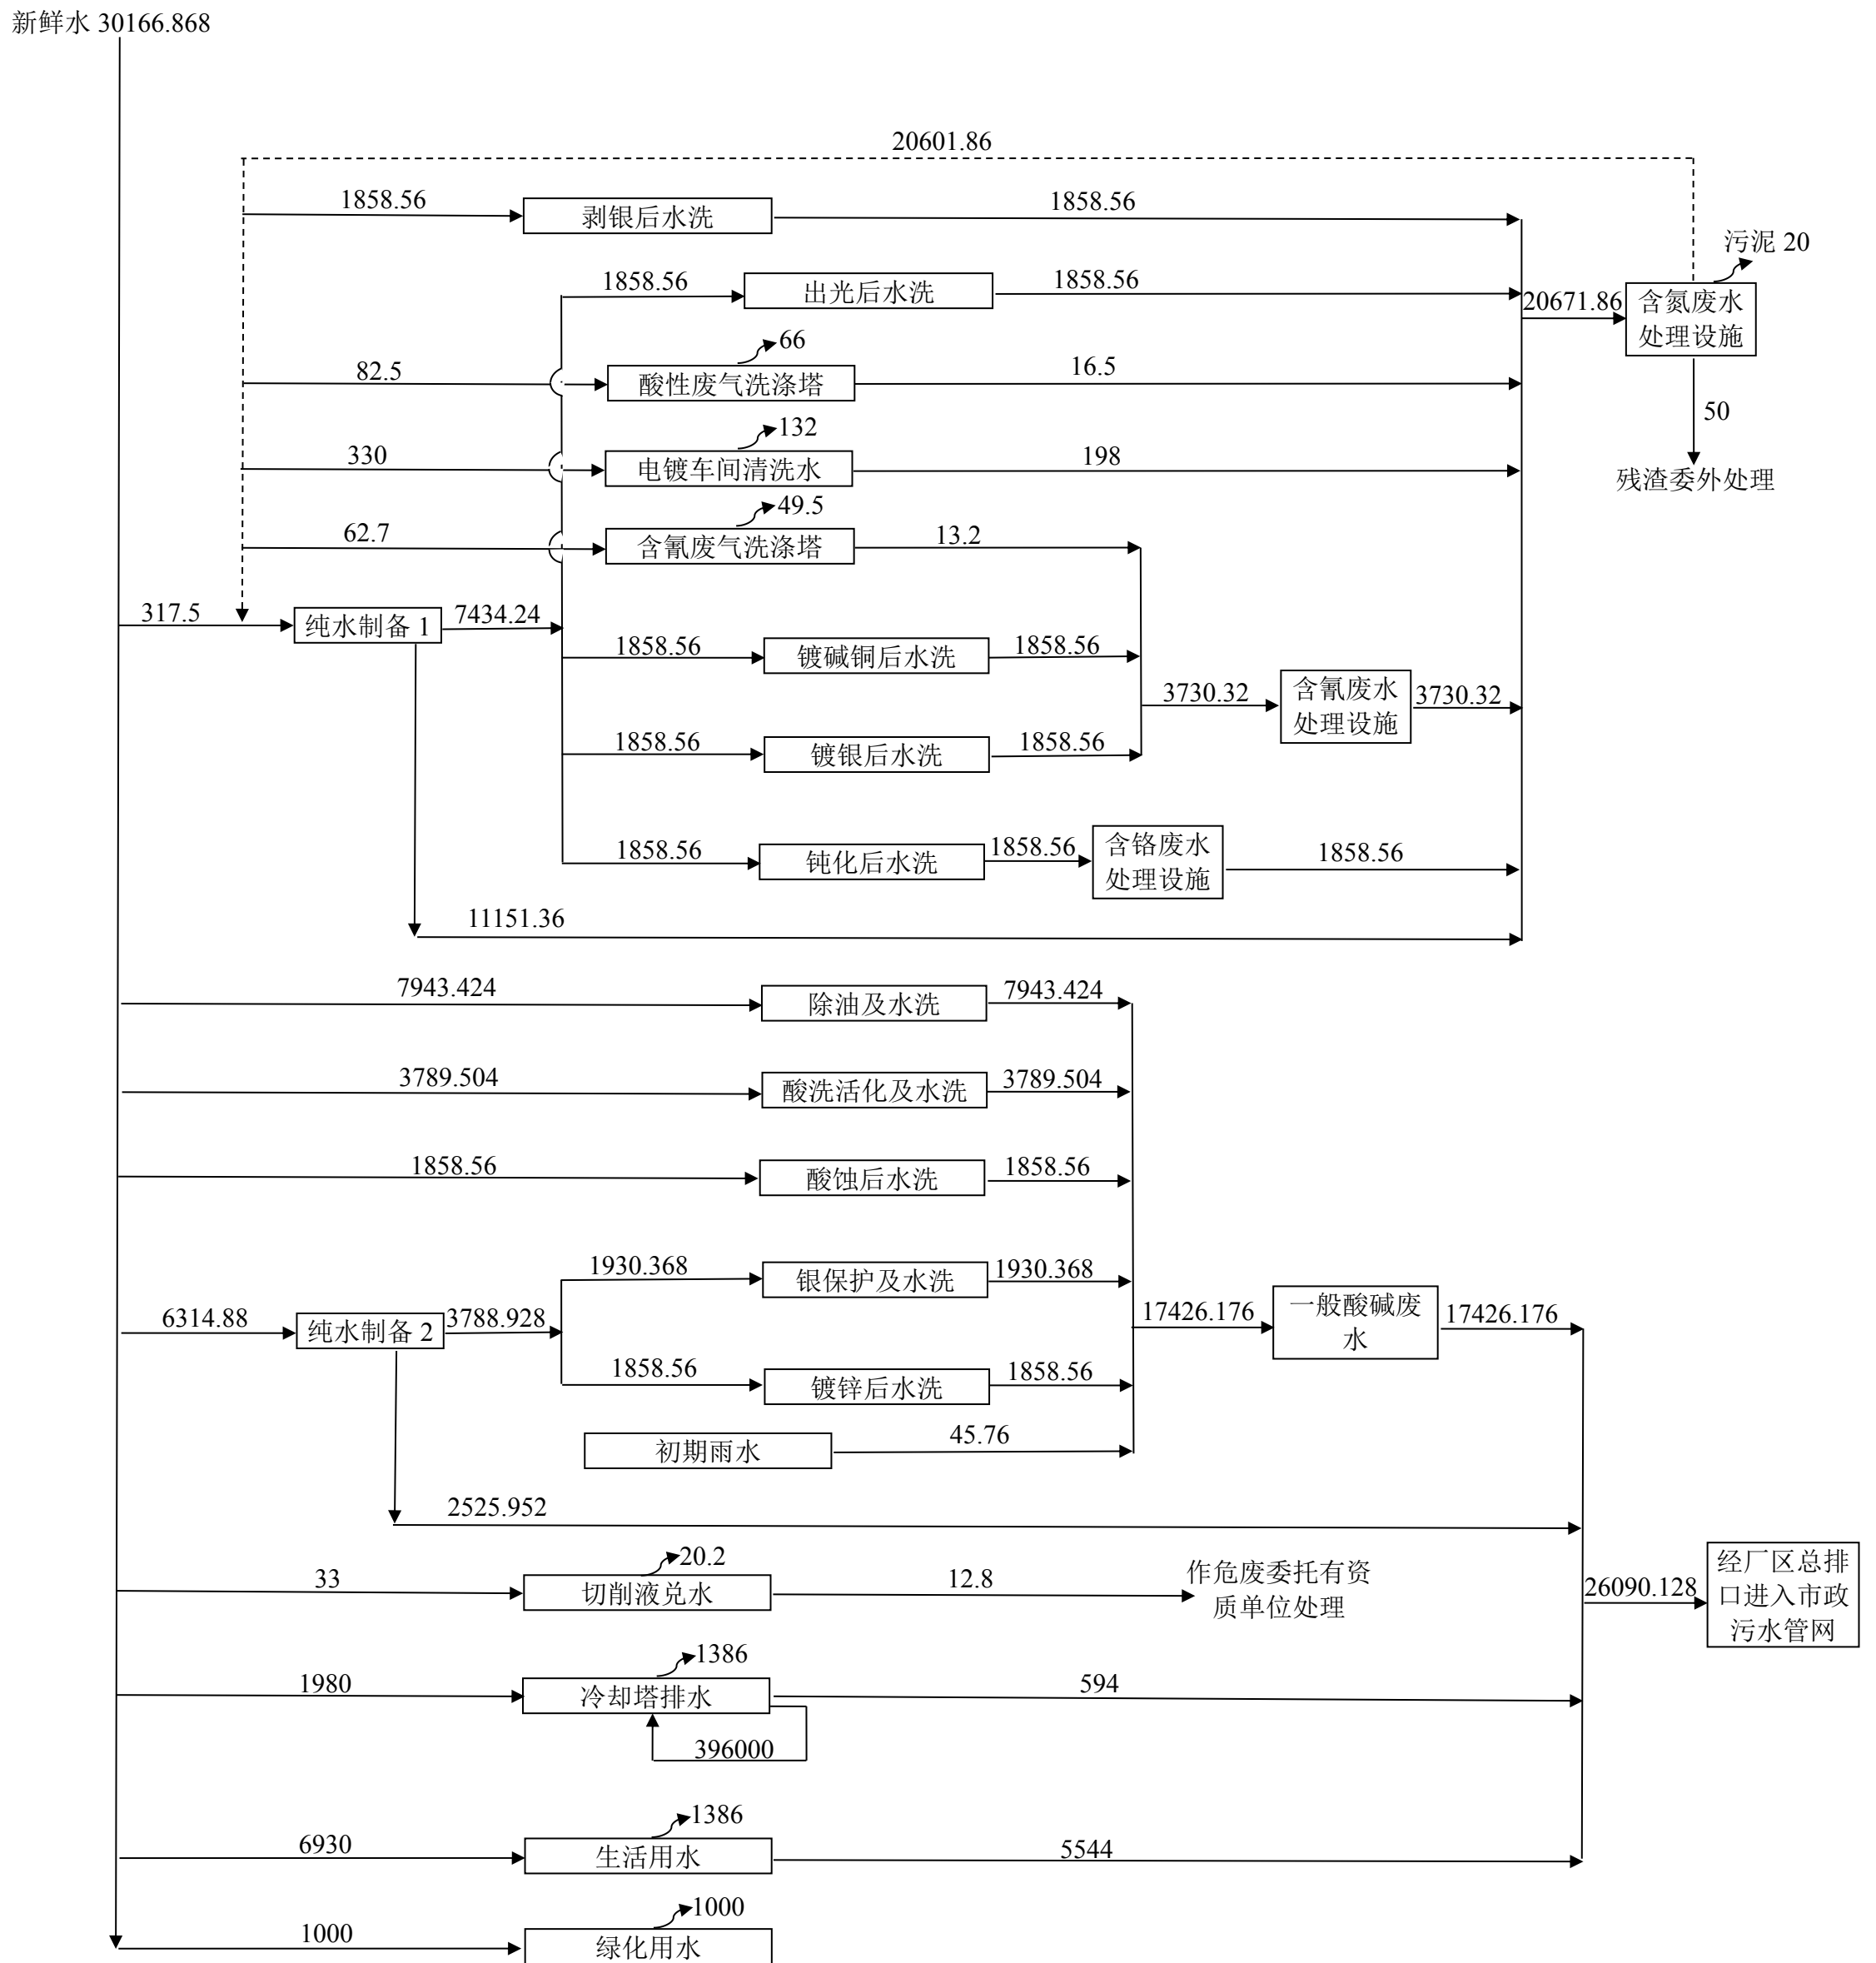 新鲜水 30166.868
20601.86
1858.56
剥银后水洗
1858.56
污泥 20
1858.56
出光后水洗
1858.56
20671.86
含氮废水
处理设施
66
82.5
酸性废气洗涤塔
16.5
50
132
330
电镀车间清洗水
198
残渣委外处理
49.5
62.7
含氰废气洗涤塔
13.2
317.5
纯水制备 1
7434.24
1858.56
镀碱铜后水洗
1858.56
3730.32
含氰废水
处理设施
3730.32
1858.56
镀银后水洗
1858.56
1858.56
钝化后水洗
1858.56
含铬废水
处理设施
1858.56
11151.36
7943.424
除油及水洗
7943.424
3789.504
酸洗活化及水洗
3789.504
1858.56
酸蚀后水洗
1858.56
1930.368
银保护及水洗
1930.368
6314.88
纯水制备 2
3788.928
17426.176
一般酸碱废
水
17426.176
1858.56
镀锌后水洗
1858.56
初期雨水
45.76
2525.952
20.2
33
切削液兑水
12.8
作危废委托有资
质单位处理
26090.128
经厂区总排
口进入市政
污水管网
1386
1980
冷却塔排水
594
396000
1386
6930
生活用水
5544
1000
1000
绿化用水